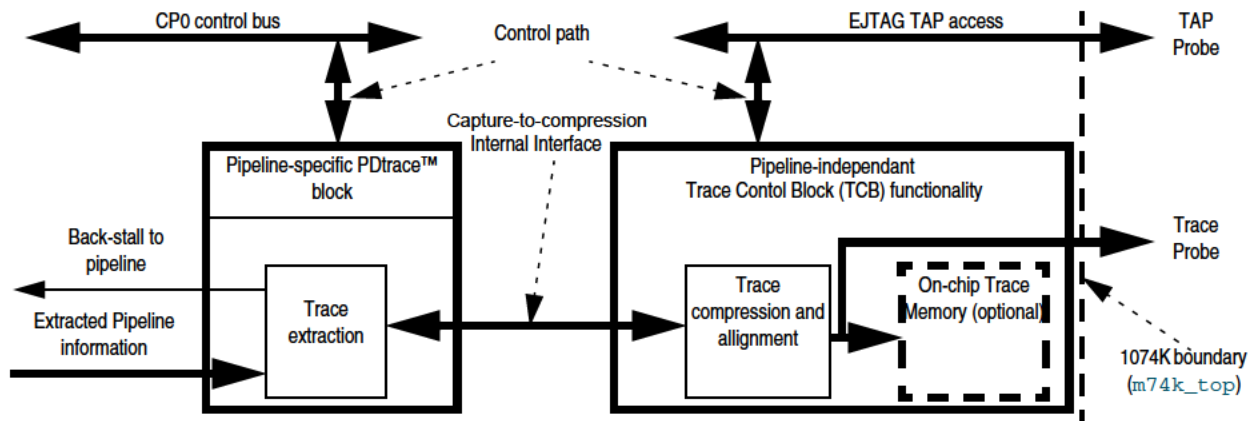 CP0 control bus
Control path
EJTAG TAP access
TAP
Probe
Capture-to-compression
Internal Interface
Pipeline-specific PDtrace™
block
Pipeline-independant
Trace Contol Block (TCB) functionality
Back-stall to
pipeline
Trace
Probe
Trace
extraction
Trace
compression and
allignment
On-chip Trace
Memory (optional)
Extracted Pipeline
information
1074K boundary
(m74k_top)